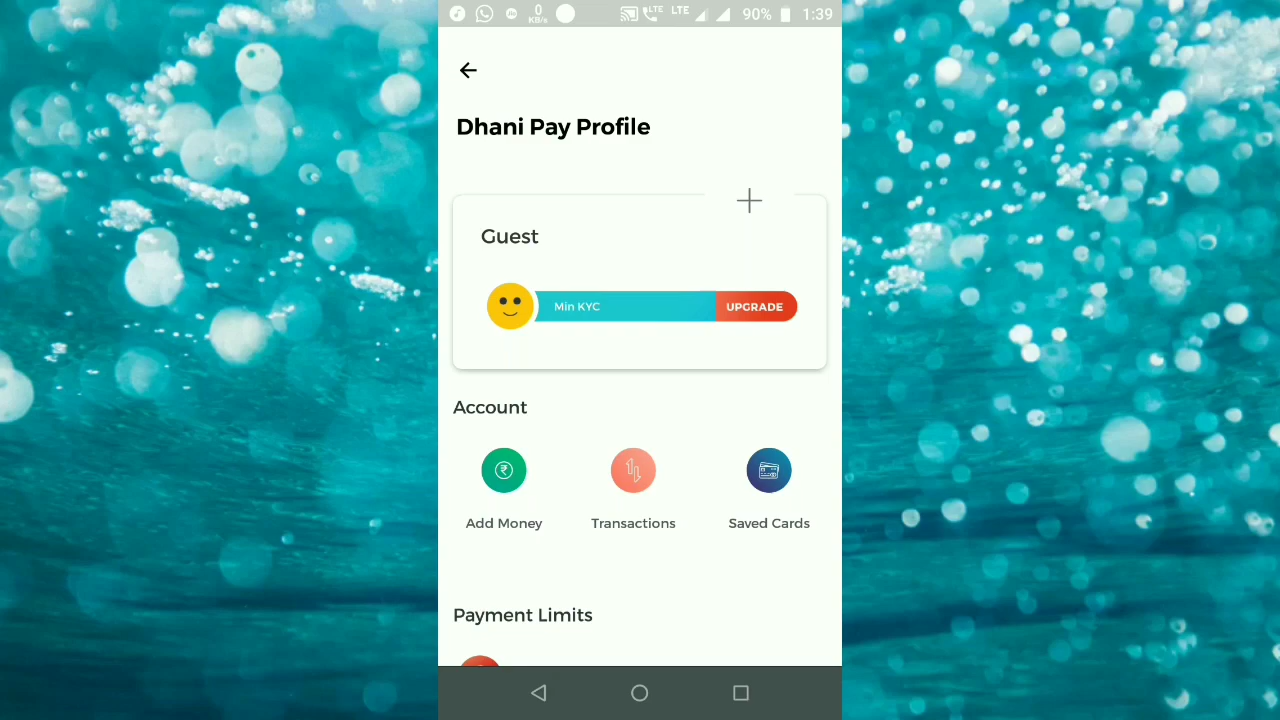 0 KB/s LTE LTE 90% 1:39
Dhani Pay Profile
Guest
Min KYC UPGRADE
Account
Add Money Transactions Saved Cards
Payment Limits